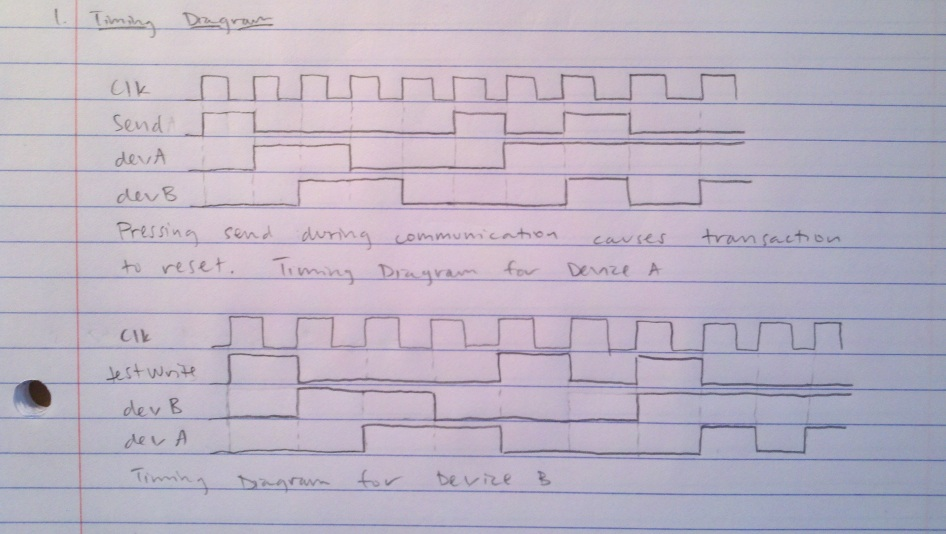 1. Timing Diagram
Clk
Send
devA
devB
Pressing send during communication causes transaction
to reset. Timing Diagram for Device A
Clk
testWrite
dev B
dev A
Timing Diagram for Device B